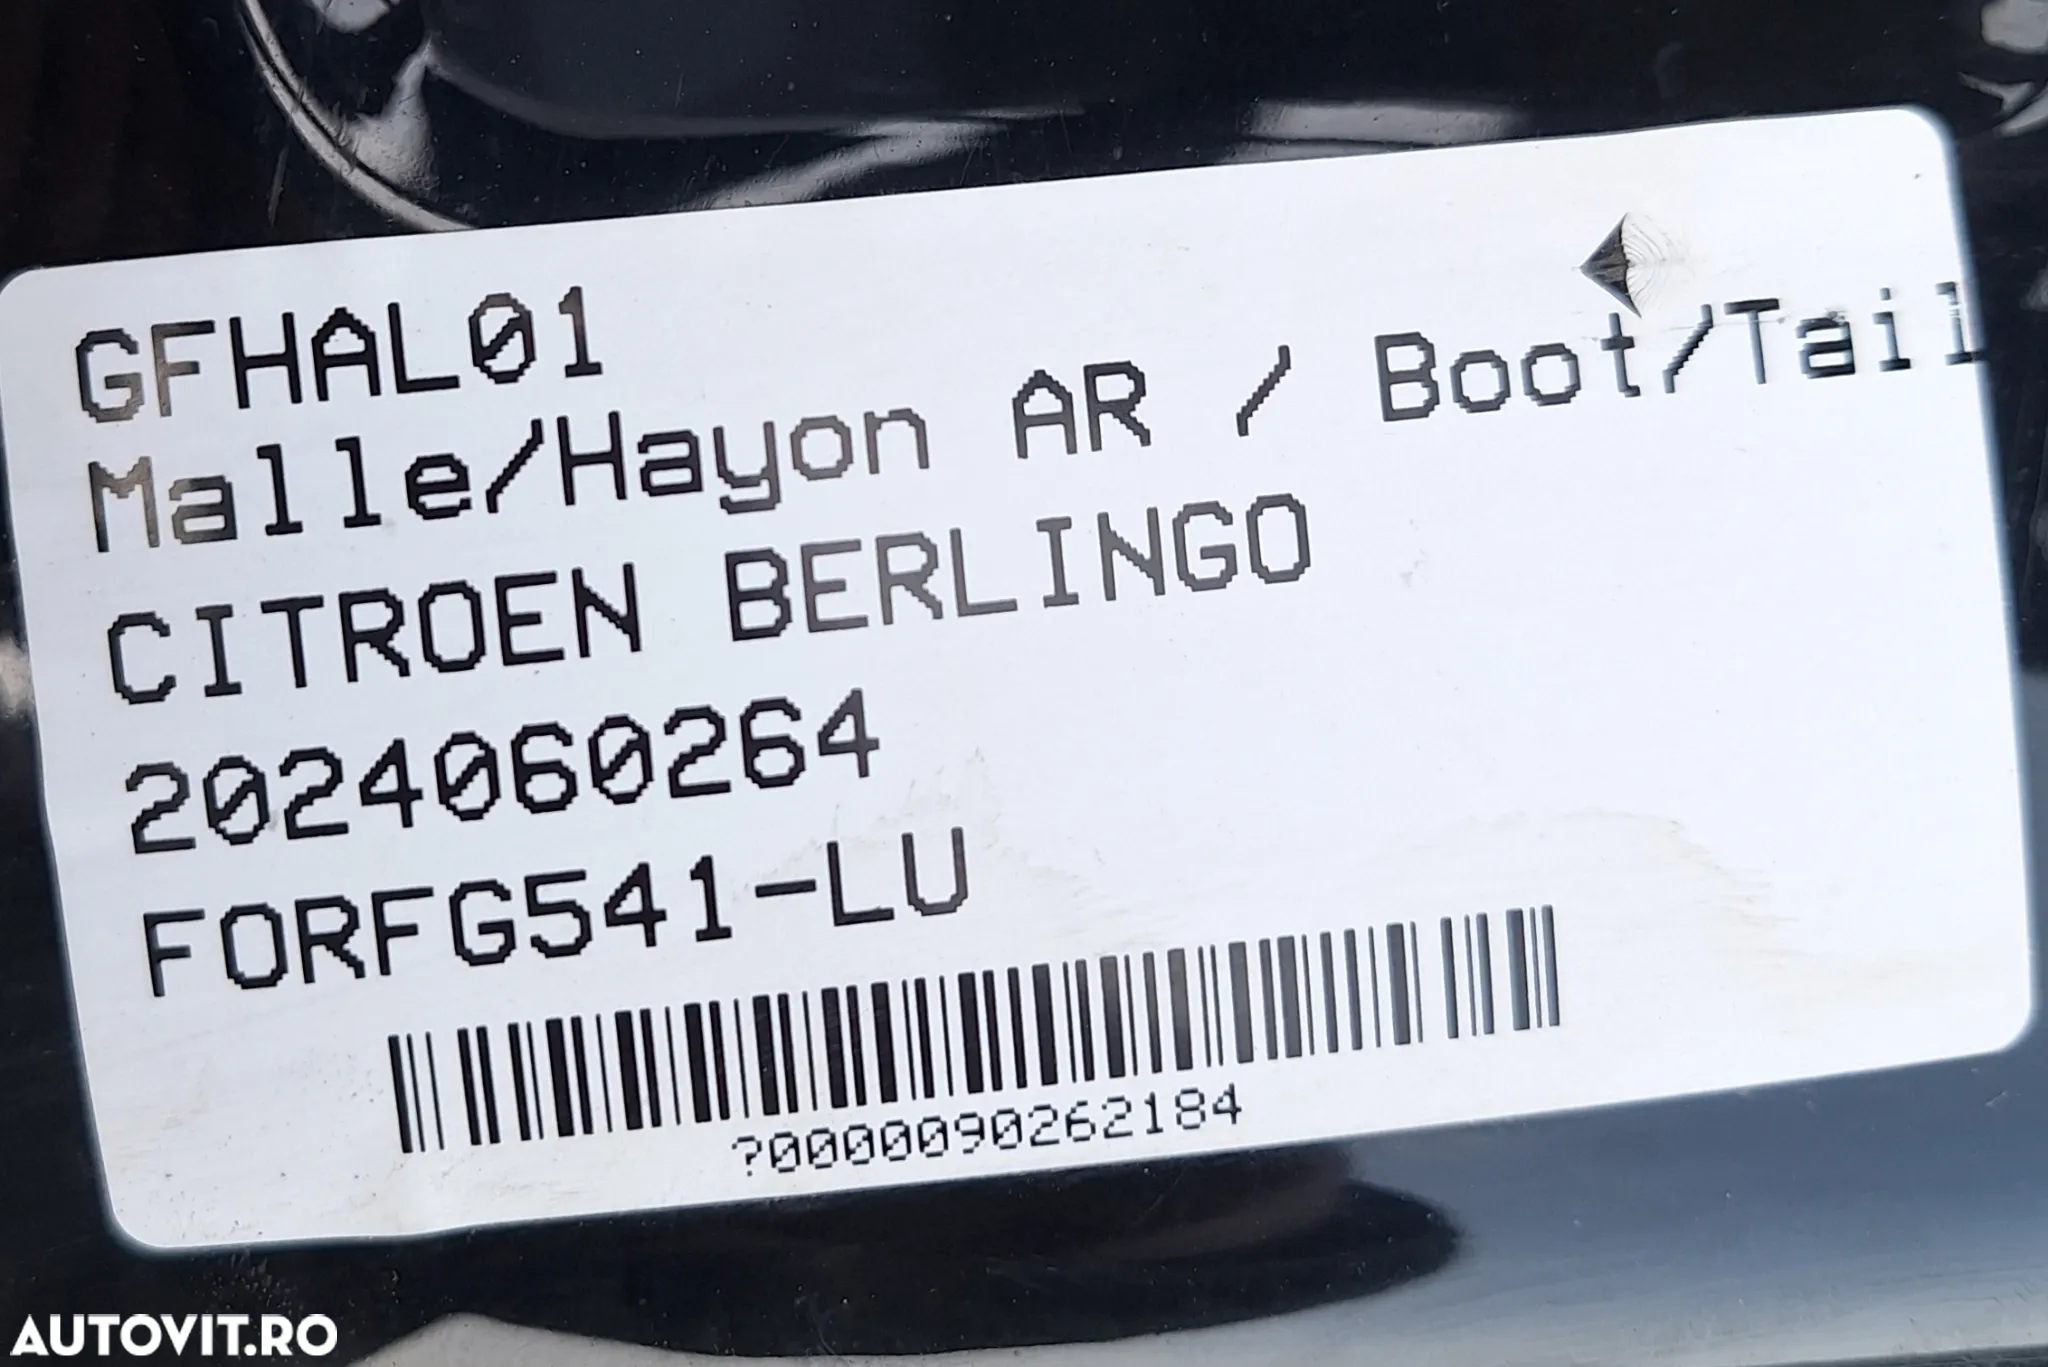 GFHAL01
Malle/Hayon AR / Boot/Tail
CITROEN BERLINGO
2024060264
FORFG541-LU
?0000090262184
AUTOVIT.RO